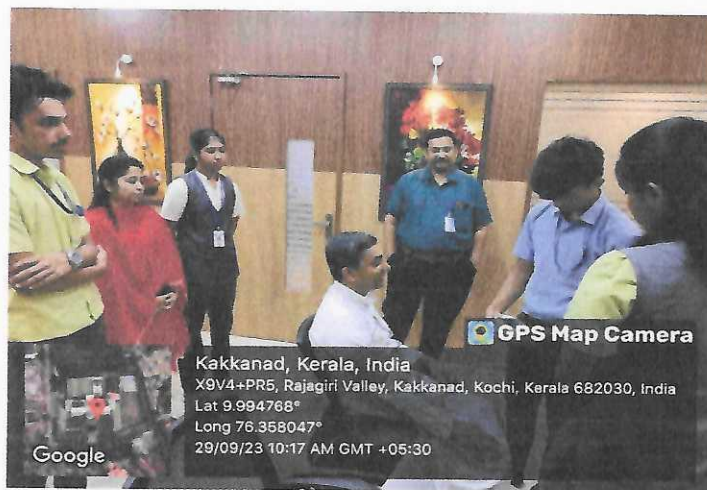 GPS Map Camera
Kakkanad, Kerala, India
X9V4+PR5, Rajagiri Valley, Kakkanad, Kochi, Kerala 682030, India
Lat 9.994768°
Long 76.358047°
29/09/23 10:17 AM GMT +05:30
Google